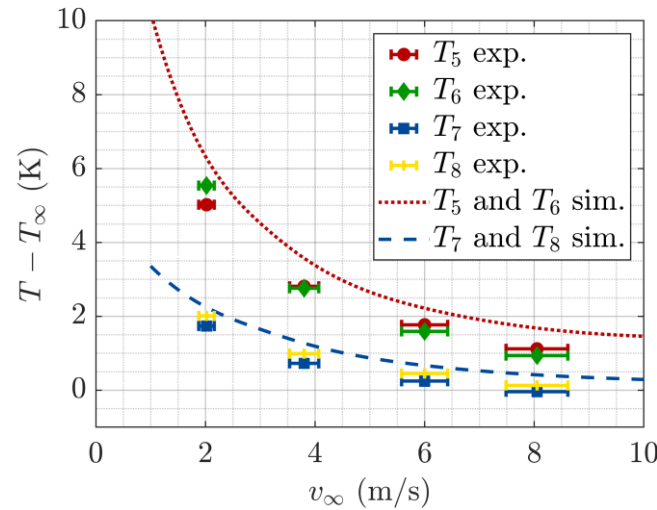 10
8
6
4
2
0
T − T∞ (K)
0
2
4
6
8
10
v∞ (m/s)
T5 exp.
T6 exp.
T7 exp.
T8 exp.
T5 and T6 sim.
T7 and T8 sim.